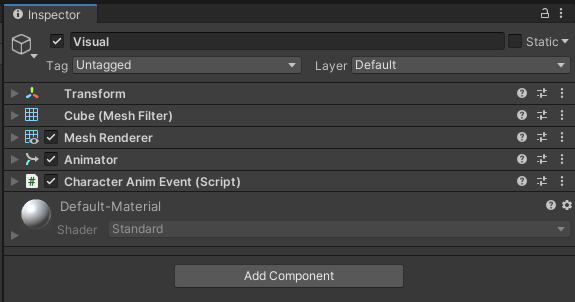 Inspector
Visual
Static
Tag Untagged Layer Default
Transform
Cube (Mesh Filter)
Mesh Renderer
Animator
Character Anim Event (Script)
Default-Material
Shader Standard
Add Component